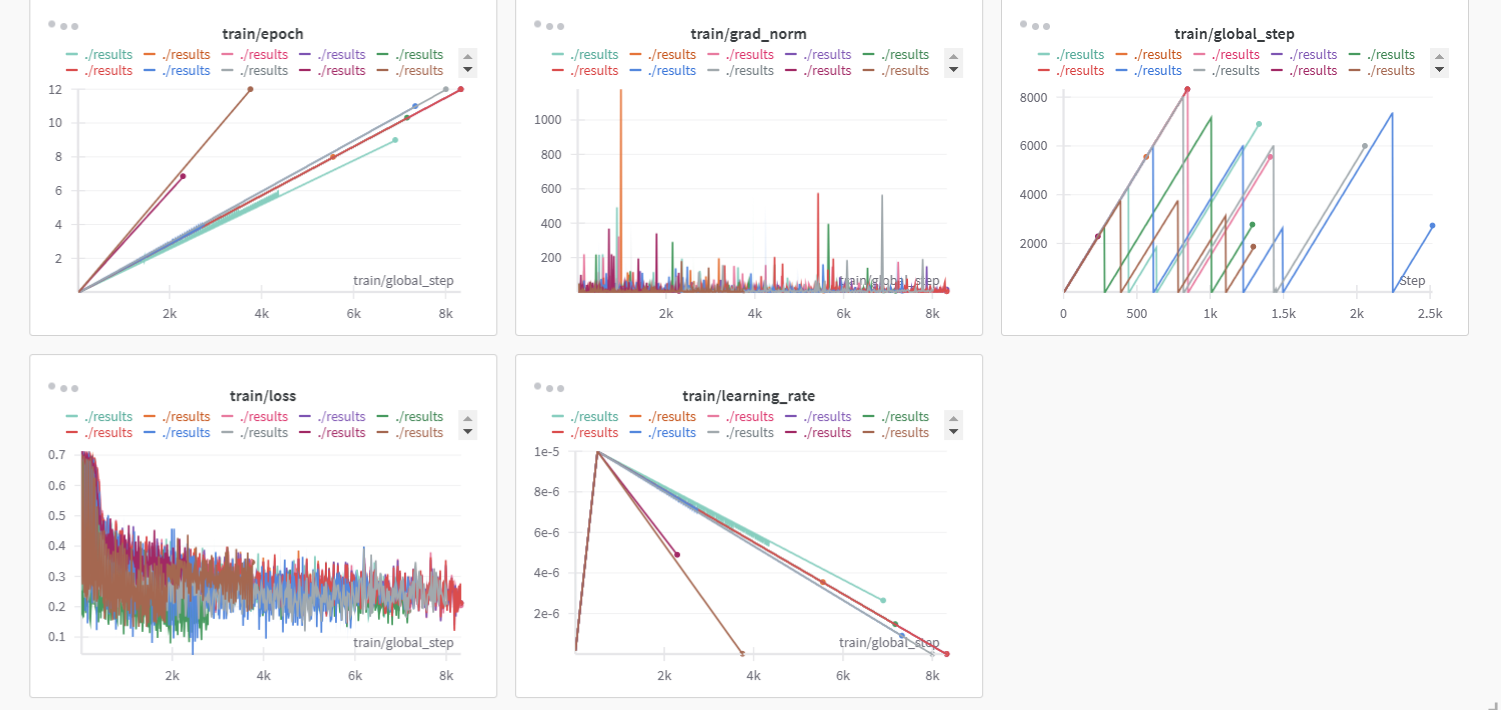 train/epoch
./results ./results ./results ./results ./results
./results ./results ./results ./results ./results
12
10
8
6
4
2
train/global_step
2k 4k 6k 8k
train/grad_norm
./results ./results ./results ./results ./results
./results ./results ./results ./results ./results
1000
800
600
400
200
train/global_step
2k 4k 6k 8k
train/global_step
./results ./results ./results ./results ./results
./results ./results ./results ./results ./results
8000
6000
4000
2000
Step
0 500 1k 1.5k 2k 2.5k
train/loss
./results ./results ./results ./results ./results
./results ./results ./results ./results ./results
0.7
0.6
0.5
0.4
0.3
0.2
0.1
train/global_step
2k 4k 6k 8k
train/learning_rate
./results ./results ./results ./results ./results
./results ./results ./results ./results ./results
1e-5
8e-6
6e-6
4e-6
2e-6
train/global_step
2k 4k 6k 8k